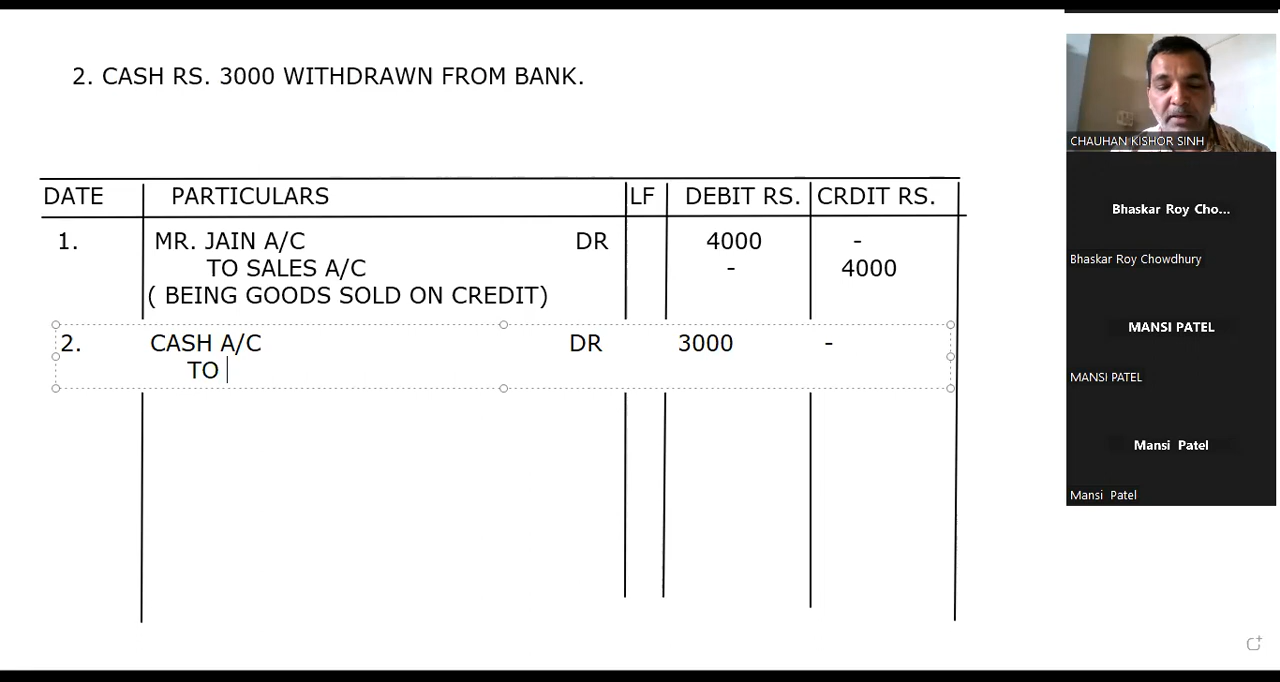 2. CASH RS. 3000 WITHDRAWN FROM BANK.
DATE PARTICULARS LF DEBIT RS. CRDIT RS.
1. MR. JAIN A/C DR 4000 -
TO SALES A/C - 4000
( BEING GOODS SOLD ON CREDIT)
2. CASH A/C DR 3000 -
TO
CHAUHAN KISHOR SINH
Bhaskar Roy Cho...
Bhaskar Roy Chowdhury
MANSI PATEL
MANSI PATEL
Mansi Patel
Mansi Patel